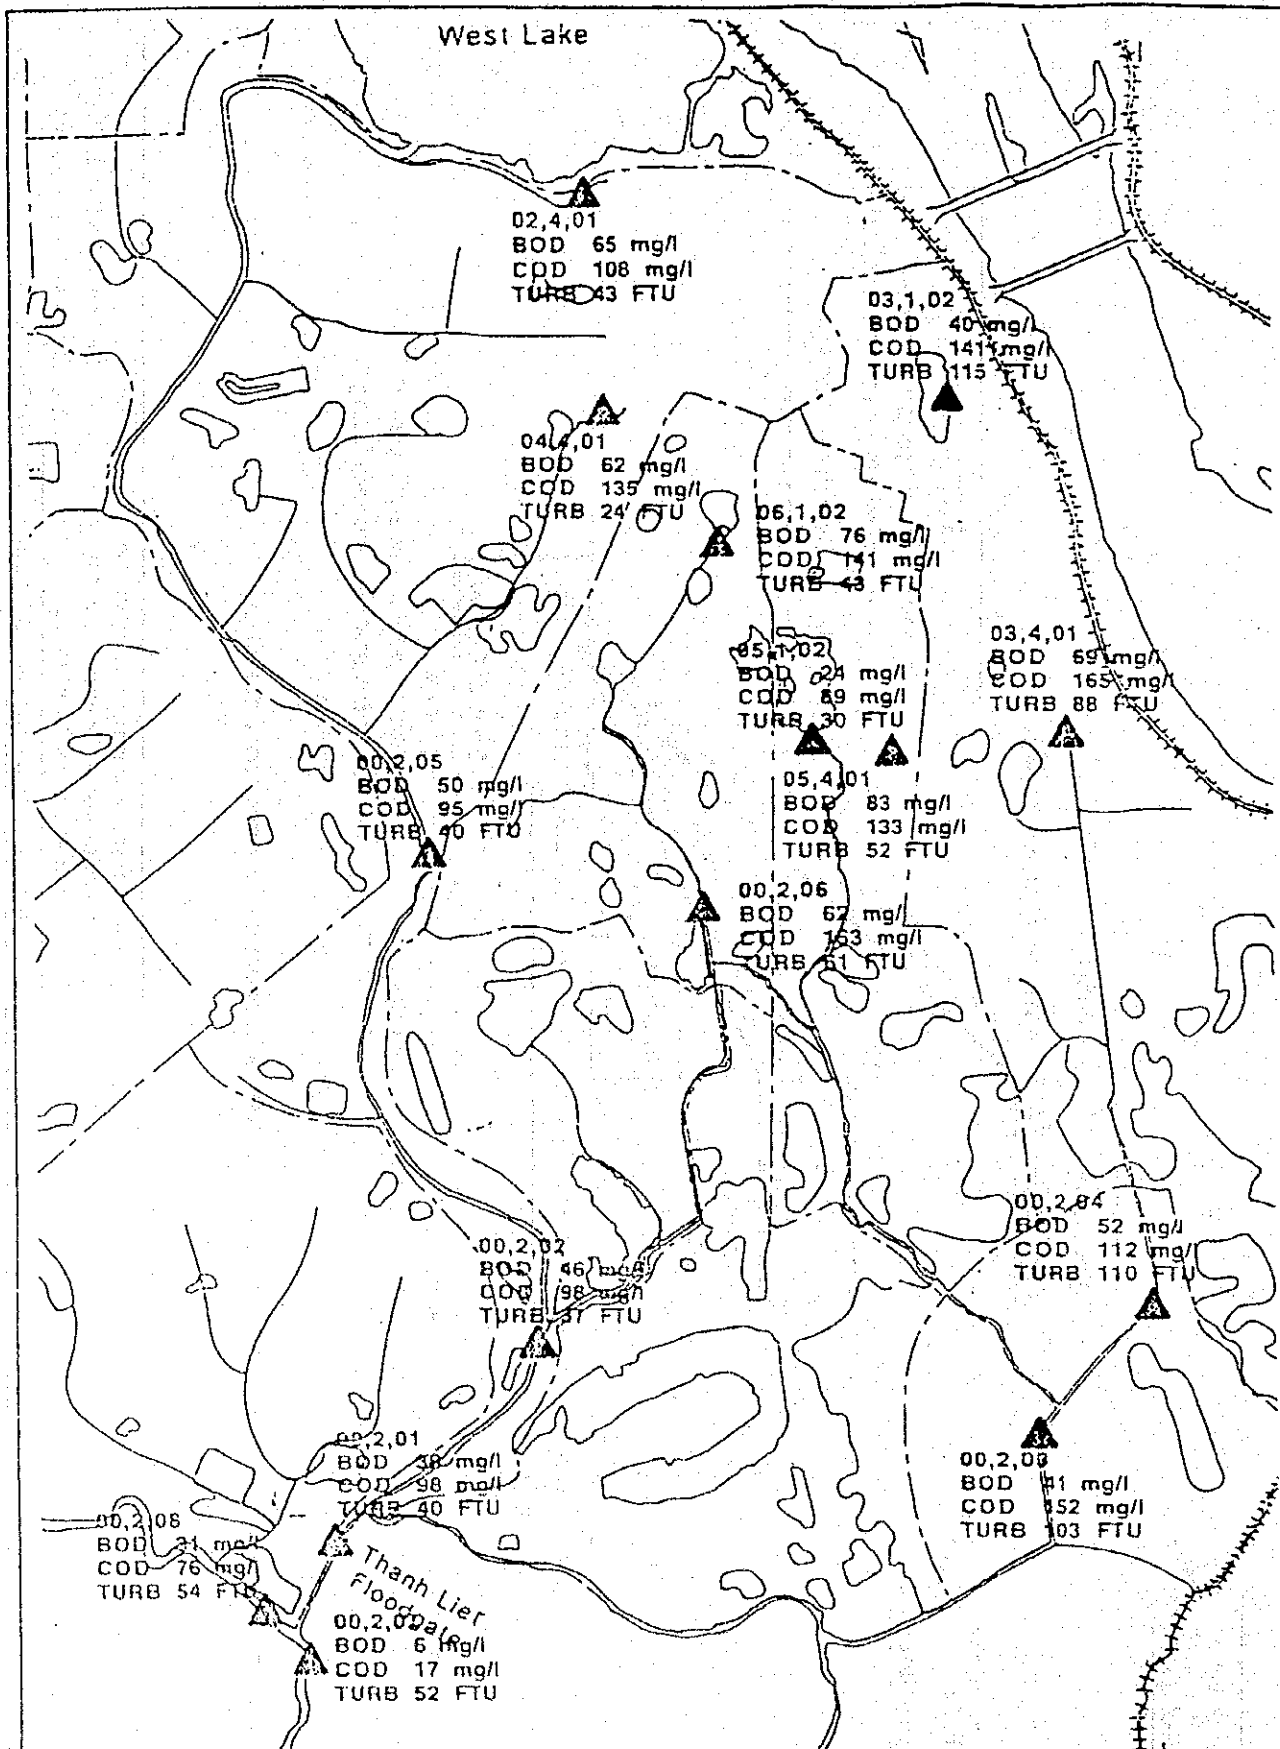 West Lake
02,4,01
BOD 65 mg/l
COD 108 mg/l
TURB 43 FTU
03,1,02
BOD 40 mg/l
COD 141 mg/l
TURB 115 FTU
04,4,01
BOD 62 mg/l
COD 135 mg/l
TURB 24 FTU
06,1,02
BOD 76 mg/l
COD 141 mg/l
TURB 43 FTU
03,4,01
BOD 69 mg/l
COD 165 mg/l
TURB 88 FTU
05,1,02
BOD 24 mg/l
COD 69 mg/l
TURB 30 FTU
00,2,05
BOD 50 mg/l
COD 95 mg/l
TURB 40 FTU
05,4,01
BOD 83 mg/l
COD 133 mg/l
TURB 52 FTU
00,2,06
BOD 62 mg/l
COD 153 mg/l
TURB 61 FTU
00,2,04
BOD 52 mg/l
COD 112 mg/l
TURB 110 FTU
00,2,02
BOD 46 mg/l
COD 98 mg/l
TURB 37 FTU
00,2,01
BOD 38 mg/l
COD 98 mg/l
TURB 40 FTU
00,2,03
BOD 41 mg/l
COD 152 mg/l
TURB 103 FTU
00,2,08
BOD 31 mg/l
COD 76 mg/l
TURB 54 FTU
Thanh Lier
Floodgate
BOD 6 mg/l
COD 17 mg/l
TURB 52 FTU